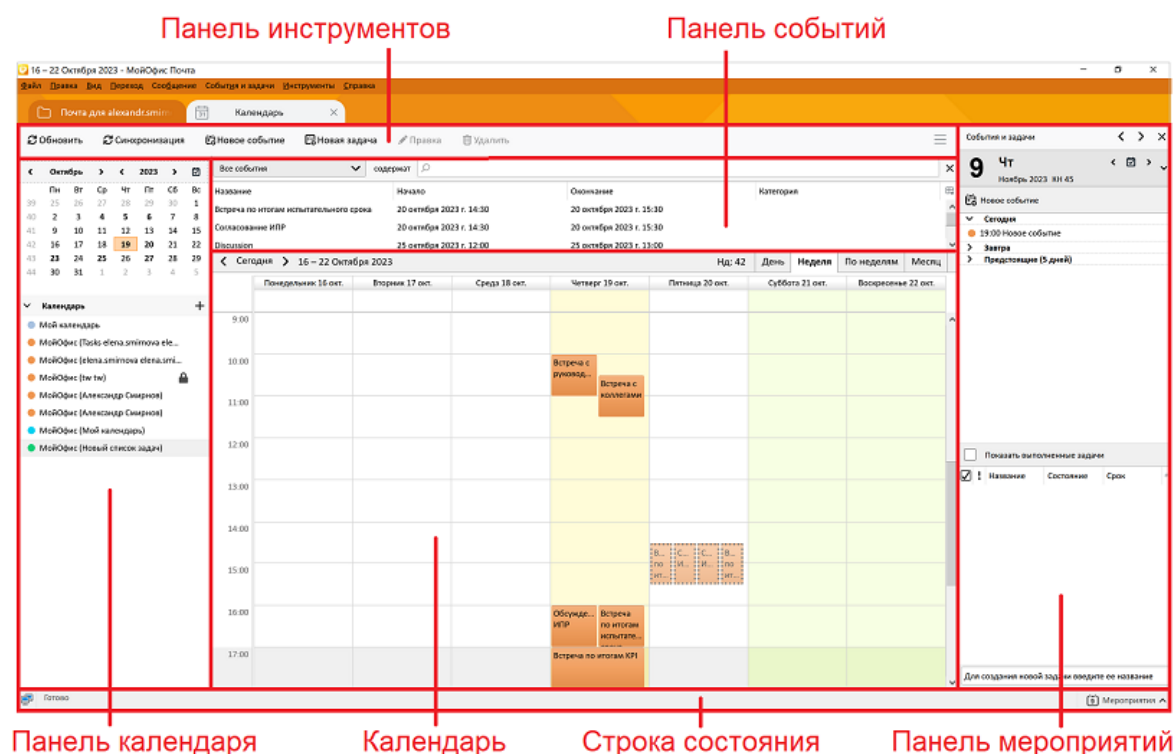 Панель инструментов
Панель событий
16 – 22 Октября 2023 - МойОфис Почта
Файл Правка Вид Переход Сообщение События и задачи Инструменты Справка
Почта для alexandr.smirn
Календарь
Обновить Синхронизация Новое событие Новая задача Правка Удалить
События и задачи
9 Чт
Ноябрь 2023 КН 45
Новое событие
Сегодня
19:00 Новое событие
Завтра
Предстоящие (5 дней)
Октябрь 2023
Пн Вт Ср Чт Пт Сб Вс
39 25 26 27 28 29 30 1
40 2 3 4 5 6 7 8
41 9 10 11 12 13 14 15
42 16 17 18 19 20 21 22
43 23 24 25 26 27 28 29
44 30 31 1 2 3 4 5
Все события содержат
Название Начало Окончание Категория
Встреча по итогам испытательного срока 20 октября 2023 г. 14:30 20 октября 2023 г. 15:30
Согласование ИПР 20 октября 2023 г. 14:30 20 октября 2023 г. 15:30
Discussion 25 октября 2023 г. 12:00 25 октября 2023 г. 13:00
Сегодня 16 – 22 Октября 2023 Нд: 42 День Неделя По неделям Месяц
Понедельник 16 окт. Вторник 17 окт. Среда 18 окт. Четверг 19 окт. Пятница 20 окт. Суббота 21 окт. Воскресенье 22 окт.
Календарь
Мой календарь
МойОфис (Tasks elena.smirnova ele...
МойОфис (elena.smirnova elena.smi...
МойОфис (tw tw)
МойОфис (Александр Смирнов)
МойОфис (Александр Смирнов)
МойОфис (Мой календарь)
МойОфис (Новый список задач)
9:00
10:00
11:00
12:00
13:00
14:00
15:00
16:00
17:00
Встреча с
руковод...
Встреча с
коллегами
В...
по
ит...
С...
И...
С...
И...
В...
по
ит...
Обсужде...
ИПР
Встреча
по итогам
испытате...
Встреча по итогам KPI
Показать выполненные задачи
! Название Состояние Срок
Для создания новой задачи введите ее название
Готово
Мероприятия
Панель календаря
Календарь
Строка состояния
Панель мероприятий